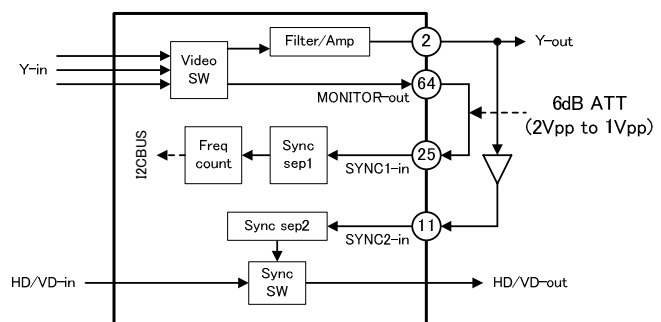 Filter/Amp
2
Y-out
Video
SW
Y-in
64
MONITOR-out
6dB ATT
(2Vpp to 1Vpp)
I2CBUS
Freq
count
Sync
sep1
25
SYNC1-in
Sync sep2
11
SYNC2-in
HD/VD-in
Sync
SW
HD/VD-out